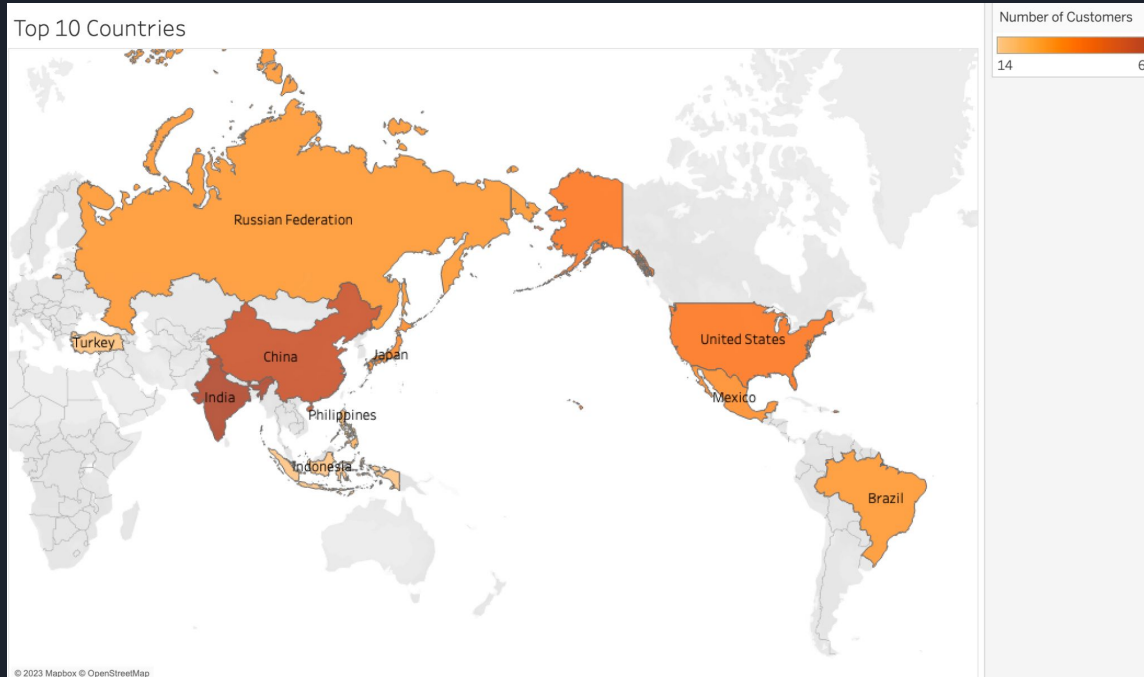 Top 10 Countries
Number of Customers
14
6
Russian Federation
Turkey
China
Japan
India
Philippines
Indonesia
United States
Mexico
Brazil
© 2023 Mapbox © OpenStreetMap